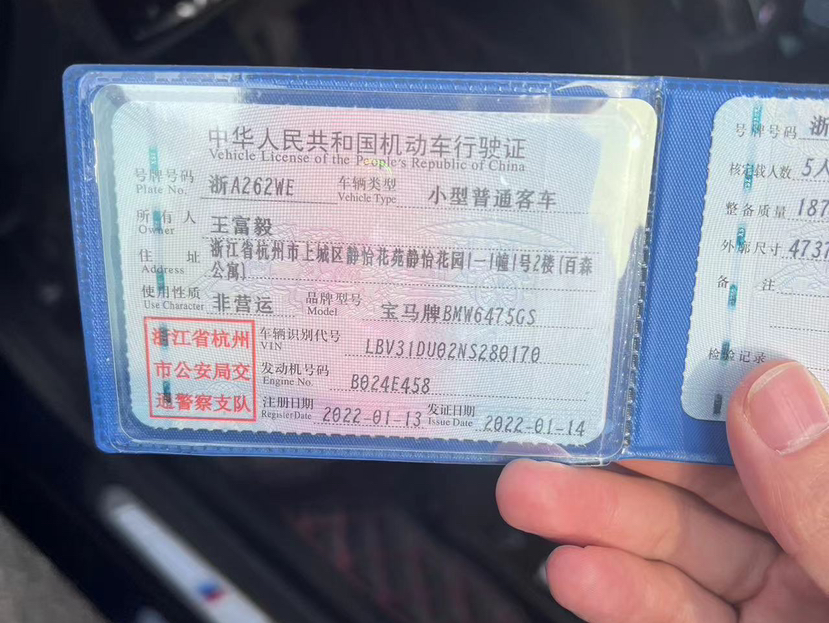 中华人民共和国机动车行驶证
Vehicle License of the People's Republic of China
号牌号码 浙A262WE 车辆类型 小型普通客车
Plate No. Vehicle Type
所有人 王富毅
Owner
住址 浙江省杭州市上城区静怡花苑静怡花园1-1幢1号2楼(百森
Address 公寓)
使用性质 非营运 品牌型号 宝马牌BMW6475GS
Use Character Model
浙江省杭州
市公安局交
通警察支队
车辆识别代号 LBV31DU02NS280170
VIN
发动机号码 B024E458
Engine No.
注册日期 2022-01-13 发证日期 2022-01-14
Register Date Issue Date
号牌号码 浙
核定载人数 5人
整备质量 187
外廓尺寸 473
备注
检验记录